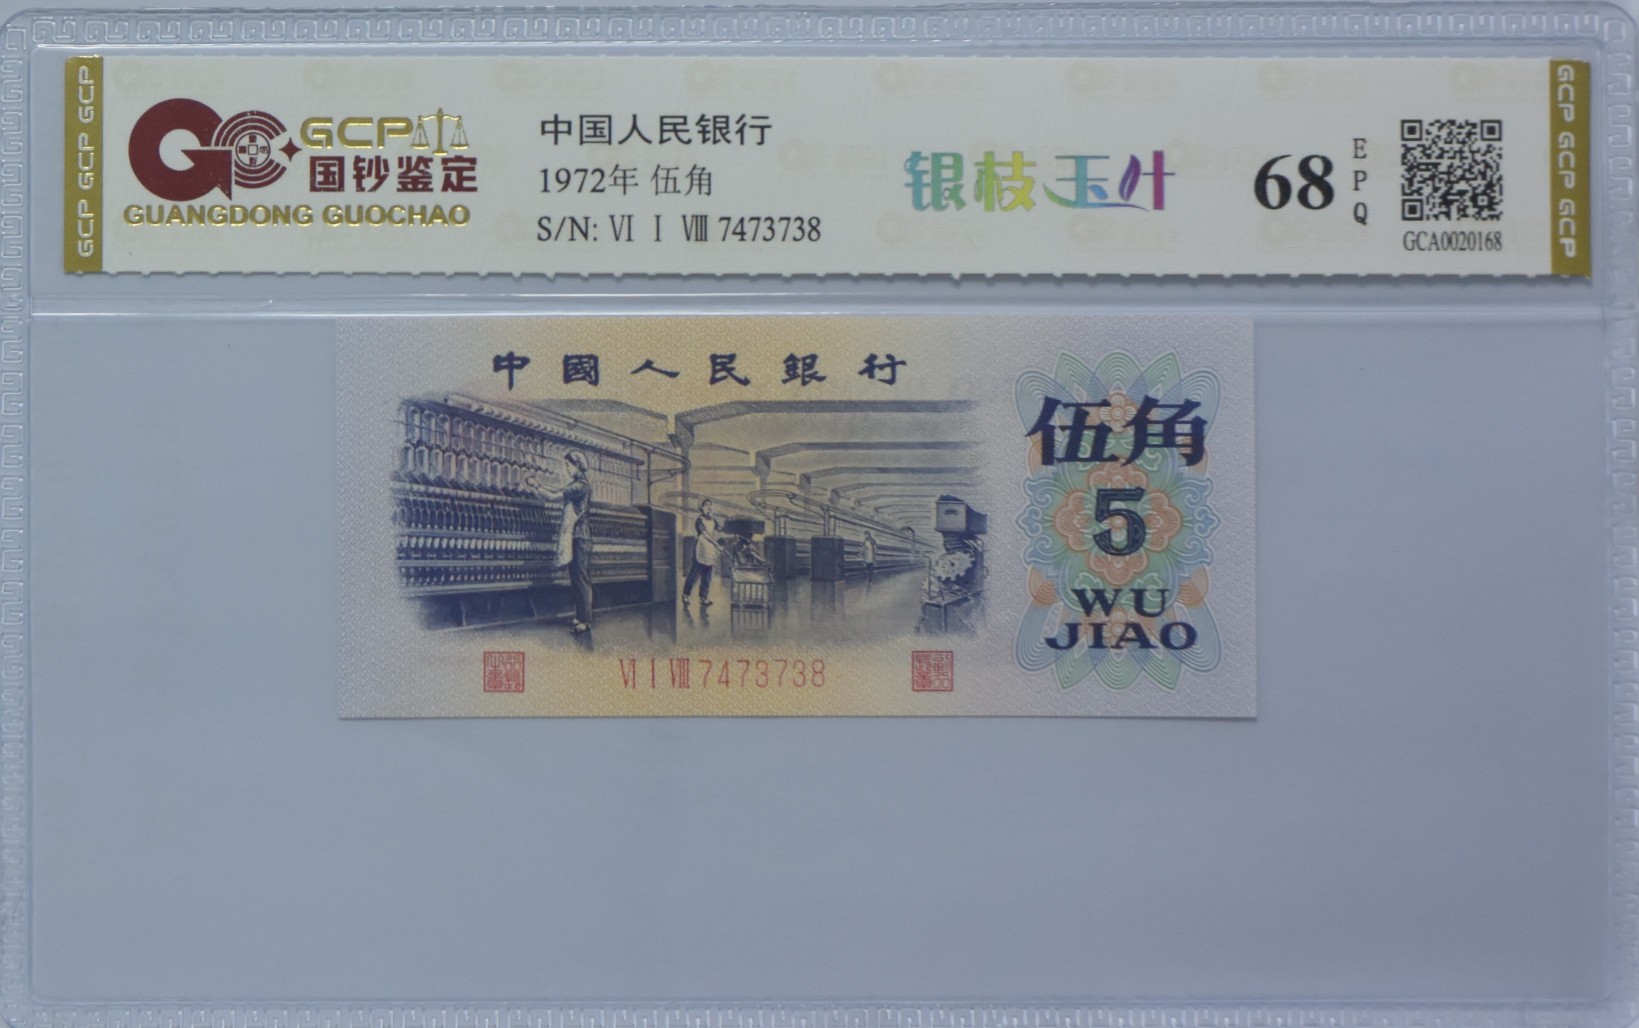 GCP GCP GCP
GCP
国钞鉴定
GUANGDONG GUOCHAO
中国人民银行
1972年 伍角
S/N: Ⅵ Ⅰ Ⅷ 7473738
银枝玉叶
68
EPQ
GCA0020168
GCP GCP GCP
中國人民銀行
伍角
5
WU
JIAO
Ⅵ Ⅰ Ⅷ 7473738